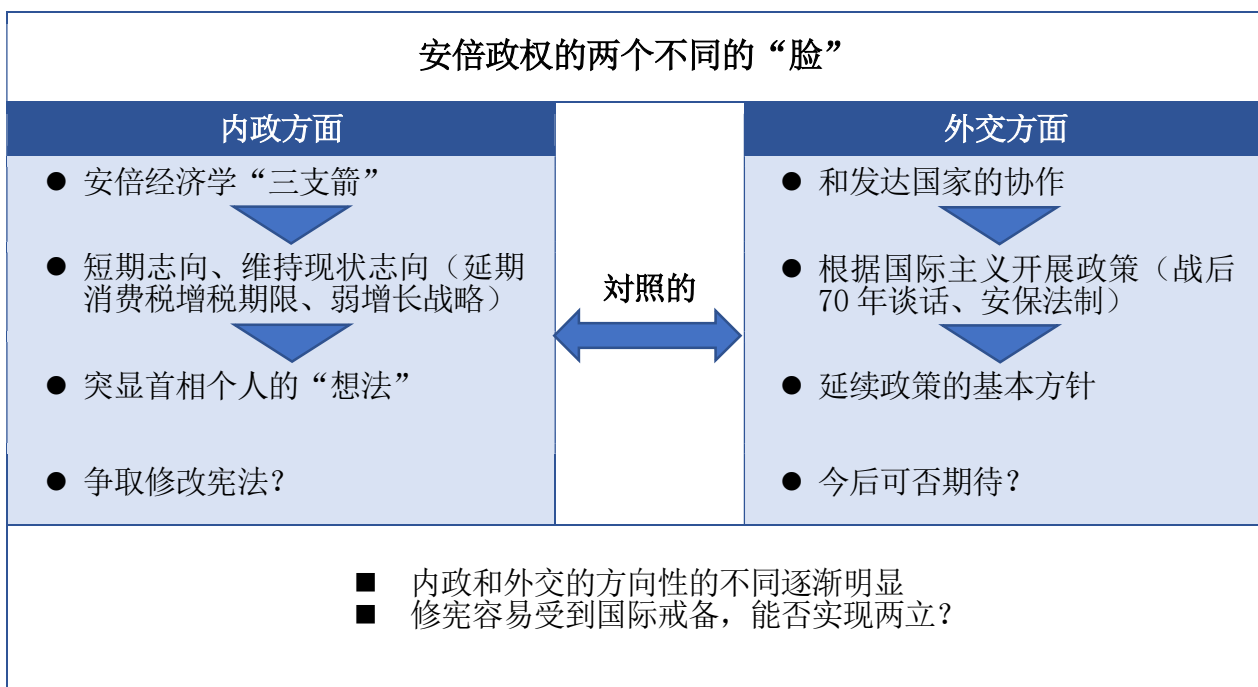 安倍政权的两个不同的“脸”
内政方面
● 安倍经济学“三支箭”
● 短期志向、维持现状志向（延期
消费税增税期限、弱增长战略）
● 突显首相个人的“想法”
● 争取修改宪法？
对照的
外交方面
● 和发达国家的协作
● 根据国际主义开展政策（战后
70 年谈话、安保法制）
● 延续政策的基本方针
● 今后可否期待？
■ 内政和外交的方向性的不同逐渐明显
■ 修宪容易受到国际戒备，能否实现两立？